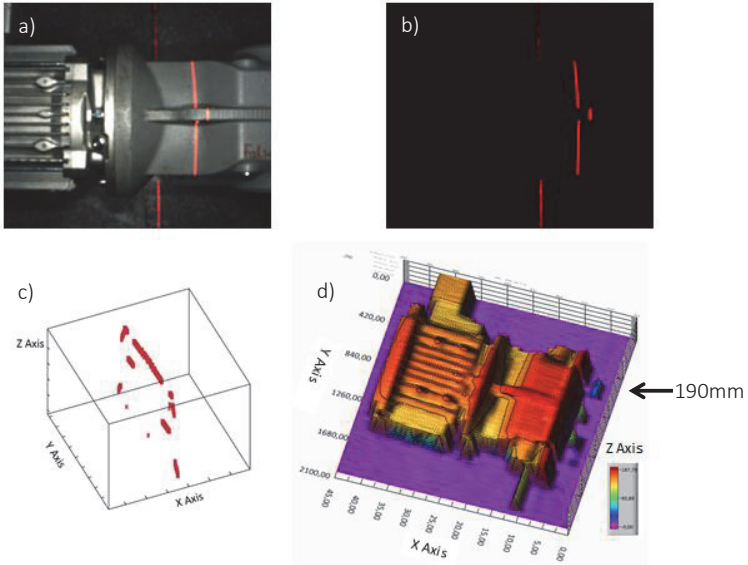 a)
b)
c)
Z Axis
Y Axis
X Axis
d)
0,00
420,00
840,00
1260,00
1680,00
2100,00
Y Axis
45,00
40,00
35,00
30,00
25,00
20,00
15,00
10,00
5,00
0,00
X Axis
190mm
Z Axis